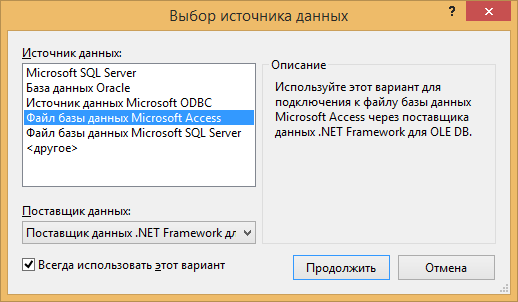 Выбор источника данных
?
Источник данных:
Microsoft SQL Server
База данных Oracle
Источник данных Microsoft ODBC
Файл базы данных Microsoft Access
Файл базы данных Microsoft SQL Server
<другое>
Описание
Используйте этот вариант для
подключения к файлу базы данных
Microsoft Access через поставщика
данных .NET Framework для OLE DB.
Поставщик данных:
Поставщик данных .NET Framework дл
Всегда использовать этот вариант
Продолжить
Отмена